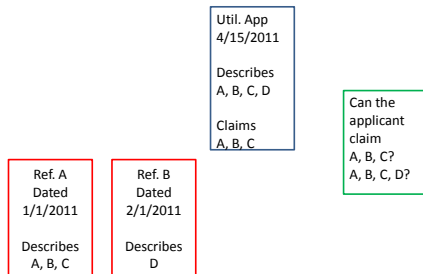 Util. App
4/15/2011
Describes
A, B, C, D
Claims
A, B, C
Can the
applicant
claim
A, B, C?
A, B, C, D?
Ref. A
Dated
1/1/2011
Describes
A, B, C
Ref. B
Dated
2/1/2011
Describes
D